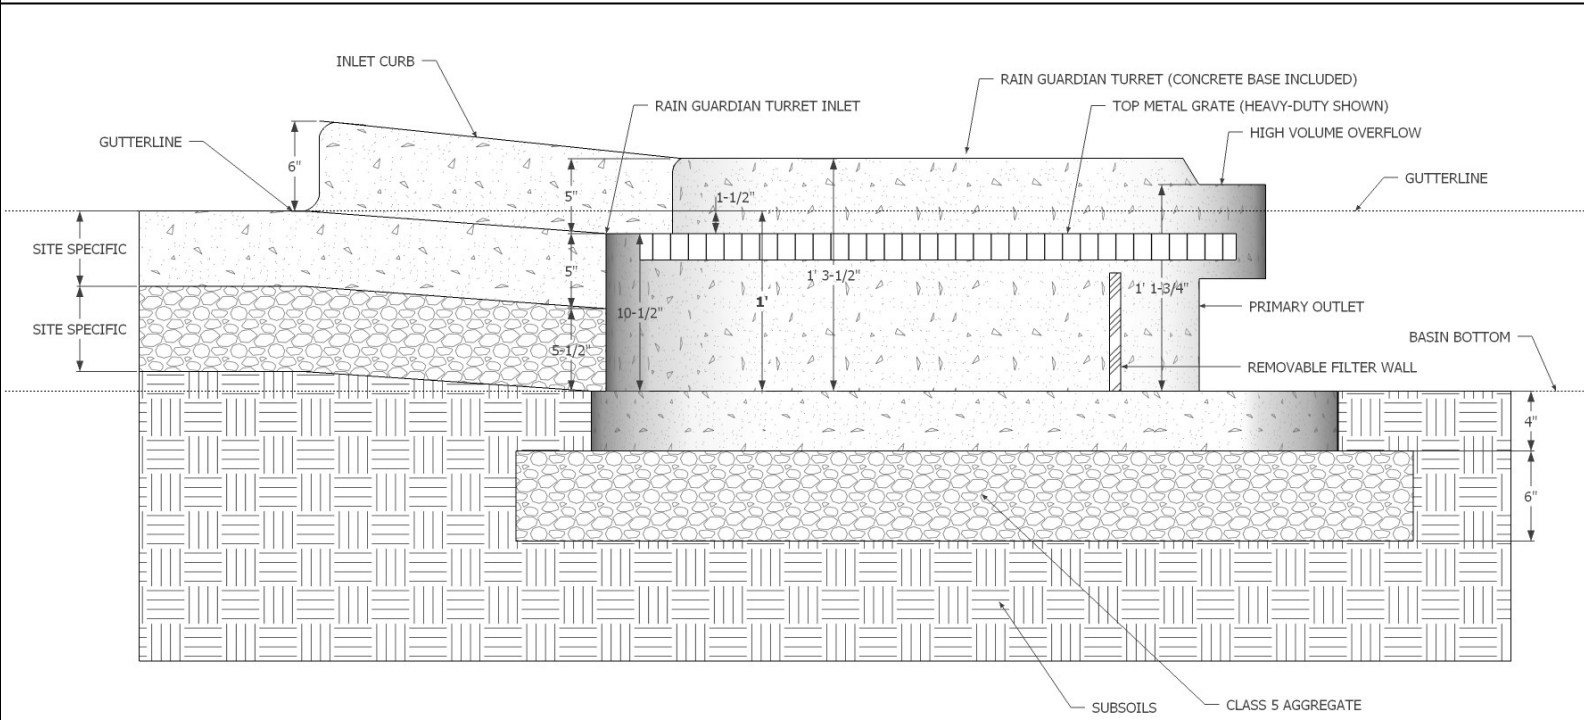 INLET CURB
RAIN GUARDIAN TURRET (CONCRETE BASE INCLUDED)
RAIN GUARDIAN TURRET INLET
TOP METAL GRATE (HEAVY-DUTY SHOWN)
HIGH VOLUME OVERFLOW
GUTTERLINE
6"
GUTTERLINE
5"
1-1/2"
SITE SPECIFIC
5"
1' 3-1/2"
1' 1-3/4"
1'
10-1/2"
PRIMARY OUTLET
SITE SPECIFIC
BASIN BOTTOM
5-1/2"
REMOVABLE FILTER WALL
4"
6"
SUBSOILS
CLASS 5 AGGREGATE